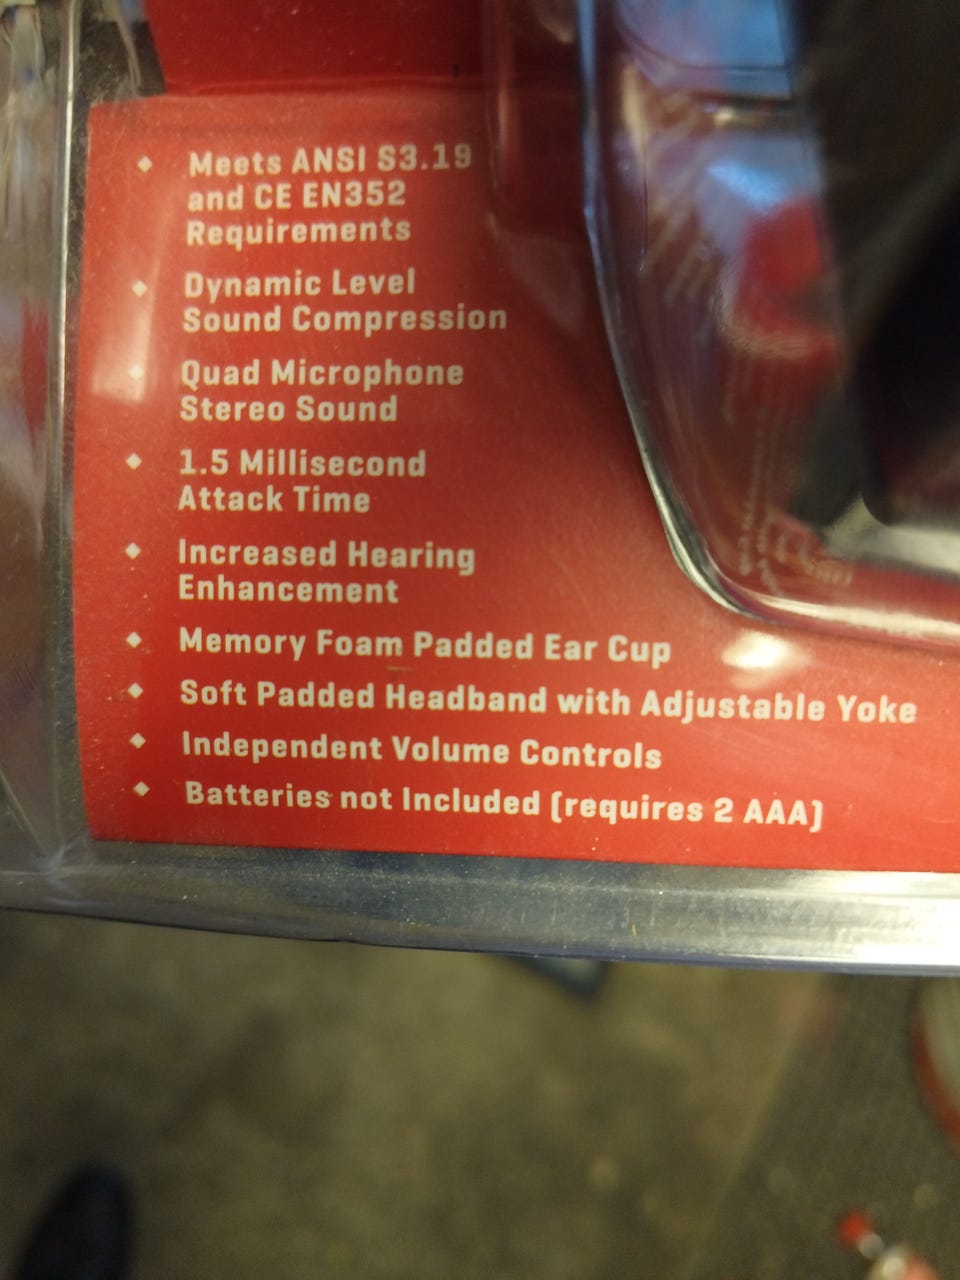 ◆ Meets ANSI S3.19
and CE EN352
Requirements
◆ Dynamic Level
Sound Compression
◆ Quad Microphone
Stereo Sound
◆ 1.5 Millisecond
Attack Time
◆ Increased Hearing
Enhancement
◆ Memory Foam Padded Ear Cup
◆ Soft Padded Headband with Adjustable Yoke
◆ Independent Volume Controls
◆ Batteries not Included (requires 2 AAA)